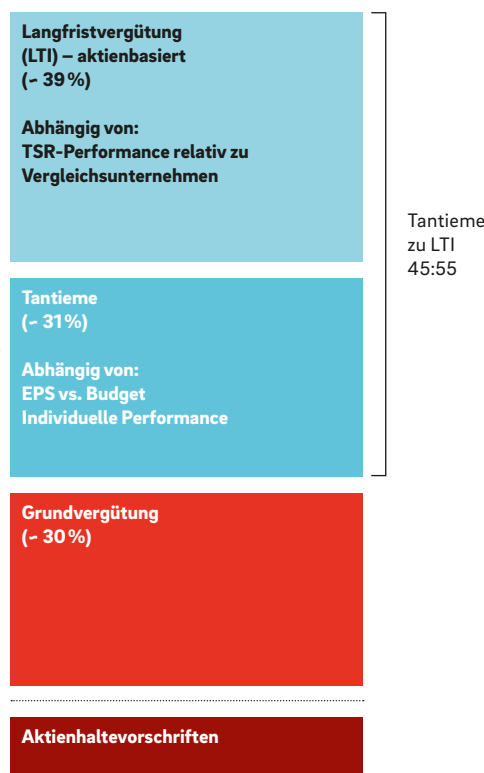 Langfristvergütung
(LTI) – aktienbasiert
(~ 39 %)
Abhängig von:
TSR-Performance relativ zu
Vergleichsunternehmen
Tantieme
zu LTI
45:55
Tantieme
(~ 31 %)
Abhängig von:
EPS vs. Budget
Individuelle Performance
Grundvergütung
(~ 30 %)
Aktienhaltevorschriften